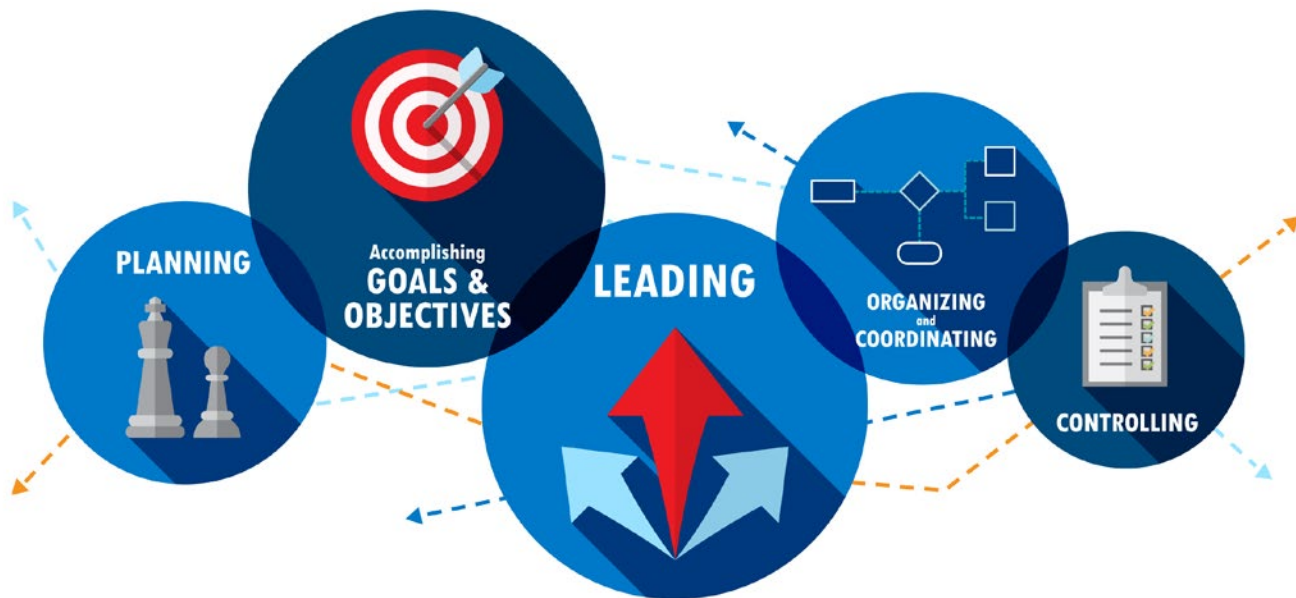 PLANNING
Accomplishing
GOALS &
OBJECTIVES
LEADING
ORGANIZING
and
COORDINATING
CONTROLLING